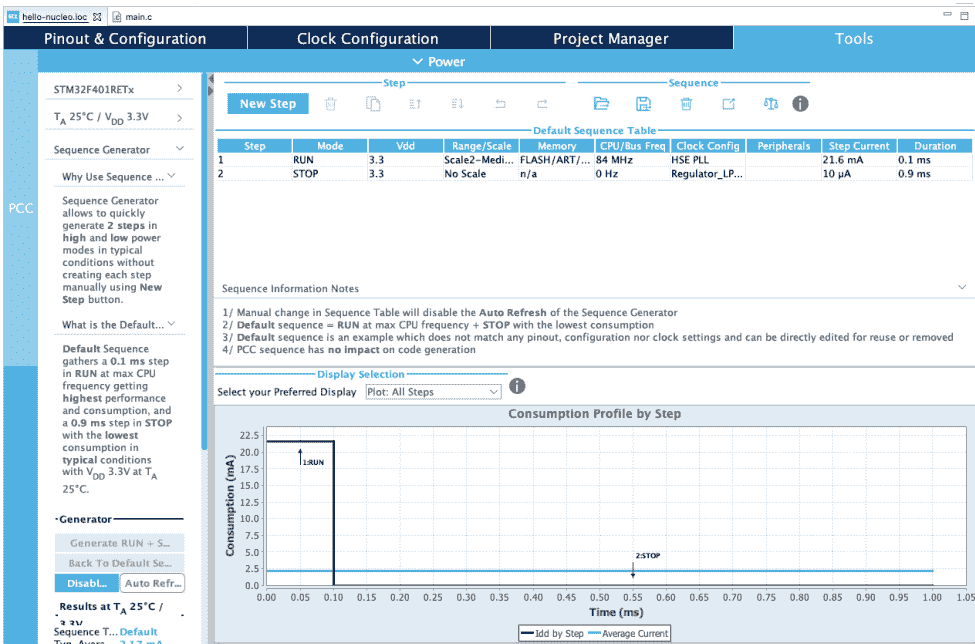 hello-nucleo.ioc
main.c
Pinout & Configuration
Clock Configuration
Project Manager
Tools
Power
PCC
STM32F401RETx
TA 25°C / VDD 3.3V
Sequence Generator
Why Use Sequence ...
Sequence Generator
allows to quickly
generate 2 steps in
high and low power
modes in typical
conditions without
creating each step
manually using New
Step button.
What is the Default...
Default Sequence
gathers a 0.1 ms step
in RUN at max CPU
frequency getting
highest performance
and consumption, and
a 0.9 ms step in STOP
with the lowest
consumption in
typical conditions
with VDD 3.3V at TA
25°C.
Generator
Generate RUN + S...
Back To Default Se...
Disabl...
Auto Refr...
Results at TA 25°C /
3.3V
Sequence T... Default
Step
Sequence
New Step
Default Sequence Table
Step Mode Vdd Range/Scale Memory CPU/Bus Freq Clock Config Peripherals Step Current Duration
1 RUN 3.3 Scale2-Medi... FLASH/ART/... 84 MHz HSE PLL 21.6 mA 0.1 ms
2 STOP 3.3 No Scale n/a 0 Hz Regulator_LP... 10 µA 0.9 ms
Sequence Information Notes
1/ Manual change in Sequence Table will disable the Auto Refresh of the Sequence Generator
2/ Default sequence = RUN at max CPU frequency + STOP with the lowest consumption
3/ Default sequence is an example which does not match any pinout, configuration nor clock settings and can be directly edited for reuse or removed
4/ PCC sequence has no impact on code generation
Display Selection
Select your Preferred Display Plot: All Steps
Consumption Profile by Step
Consumption (mA)
22.5
20.0
17.5
15.0
12.5
10.0
7.5
5.0
2.5
0.0
1:RUN
2:STOP
0.00 0.05 0.10 0.15 0.20 0.25 0.30 0.35 0.40 0.45 0.50 0.55 0.60 0.65 0.70 0.75 0.80 0.85 0.90 0.95 1.00 1.05
Time (ms)
Idd by Step Average Current